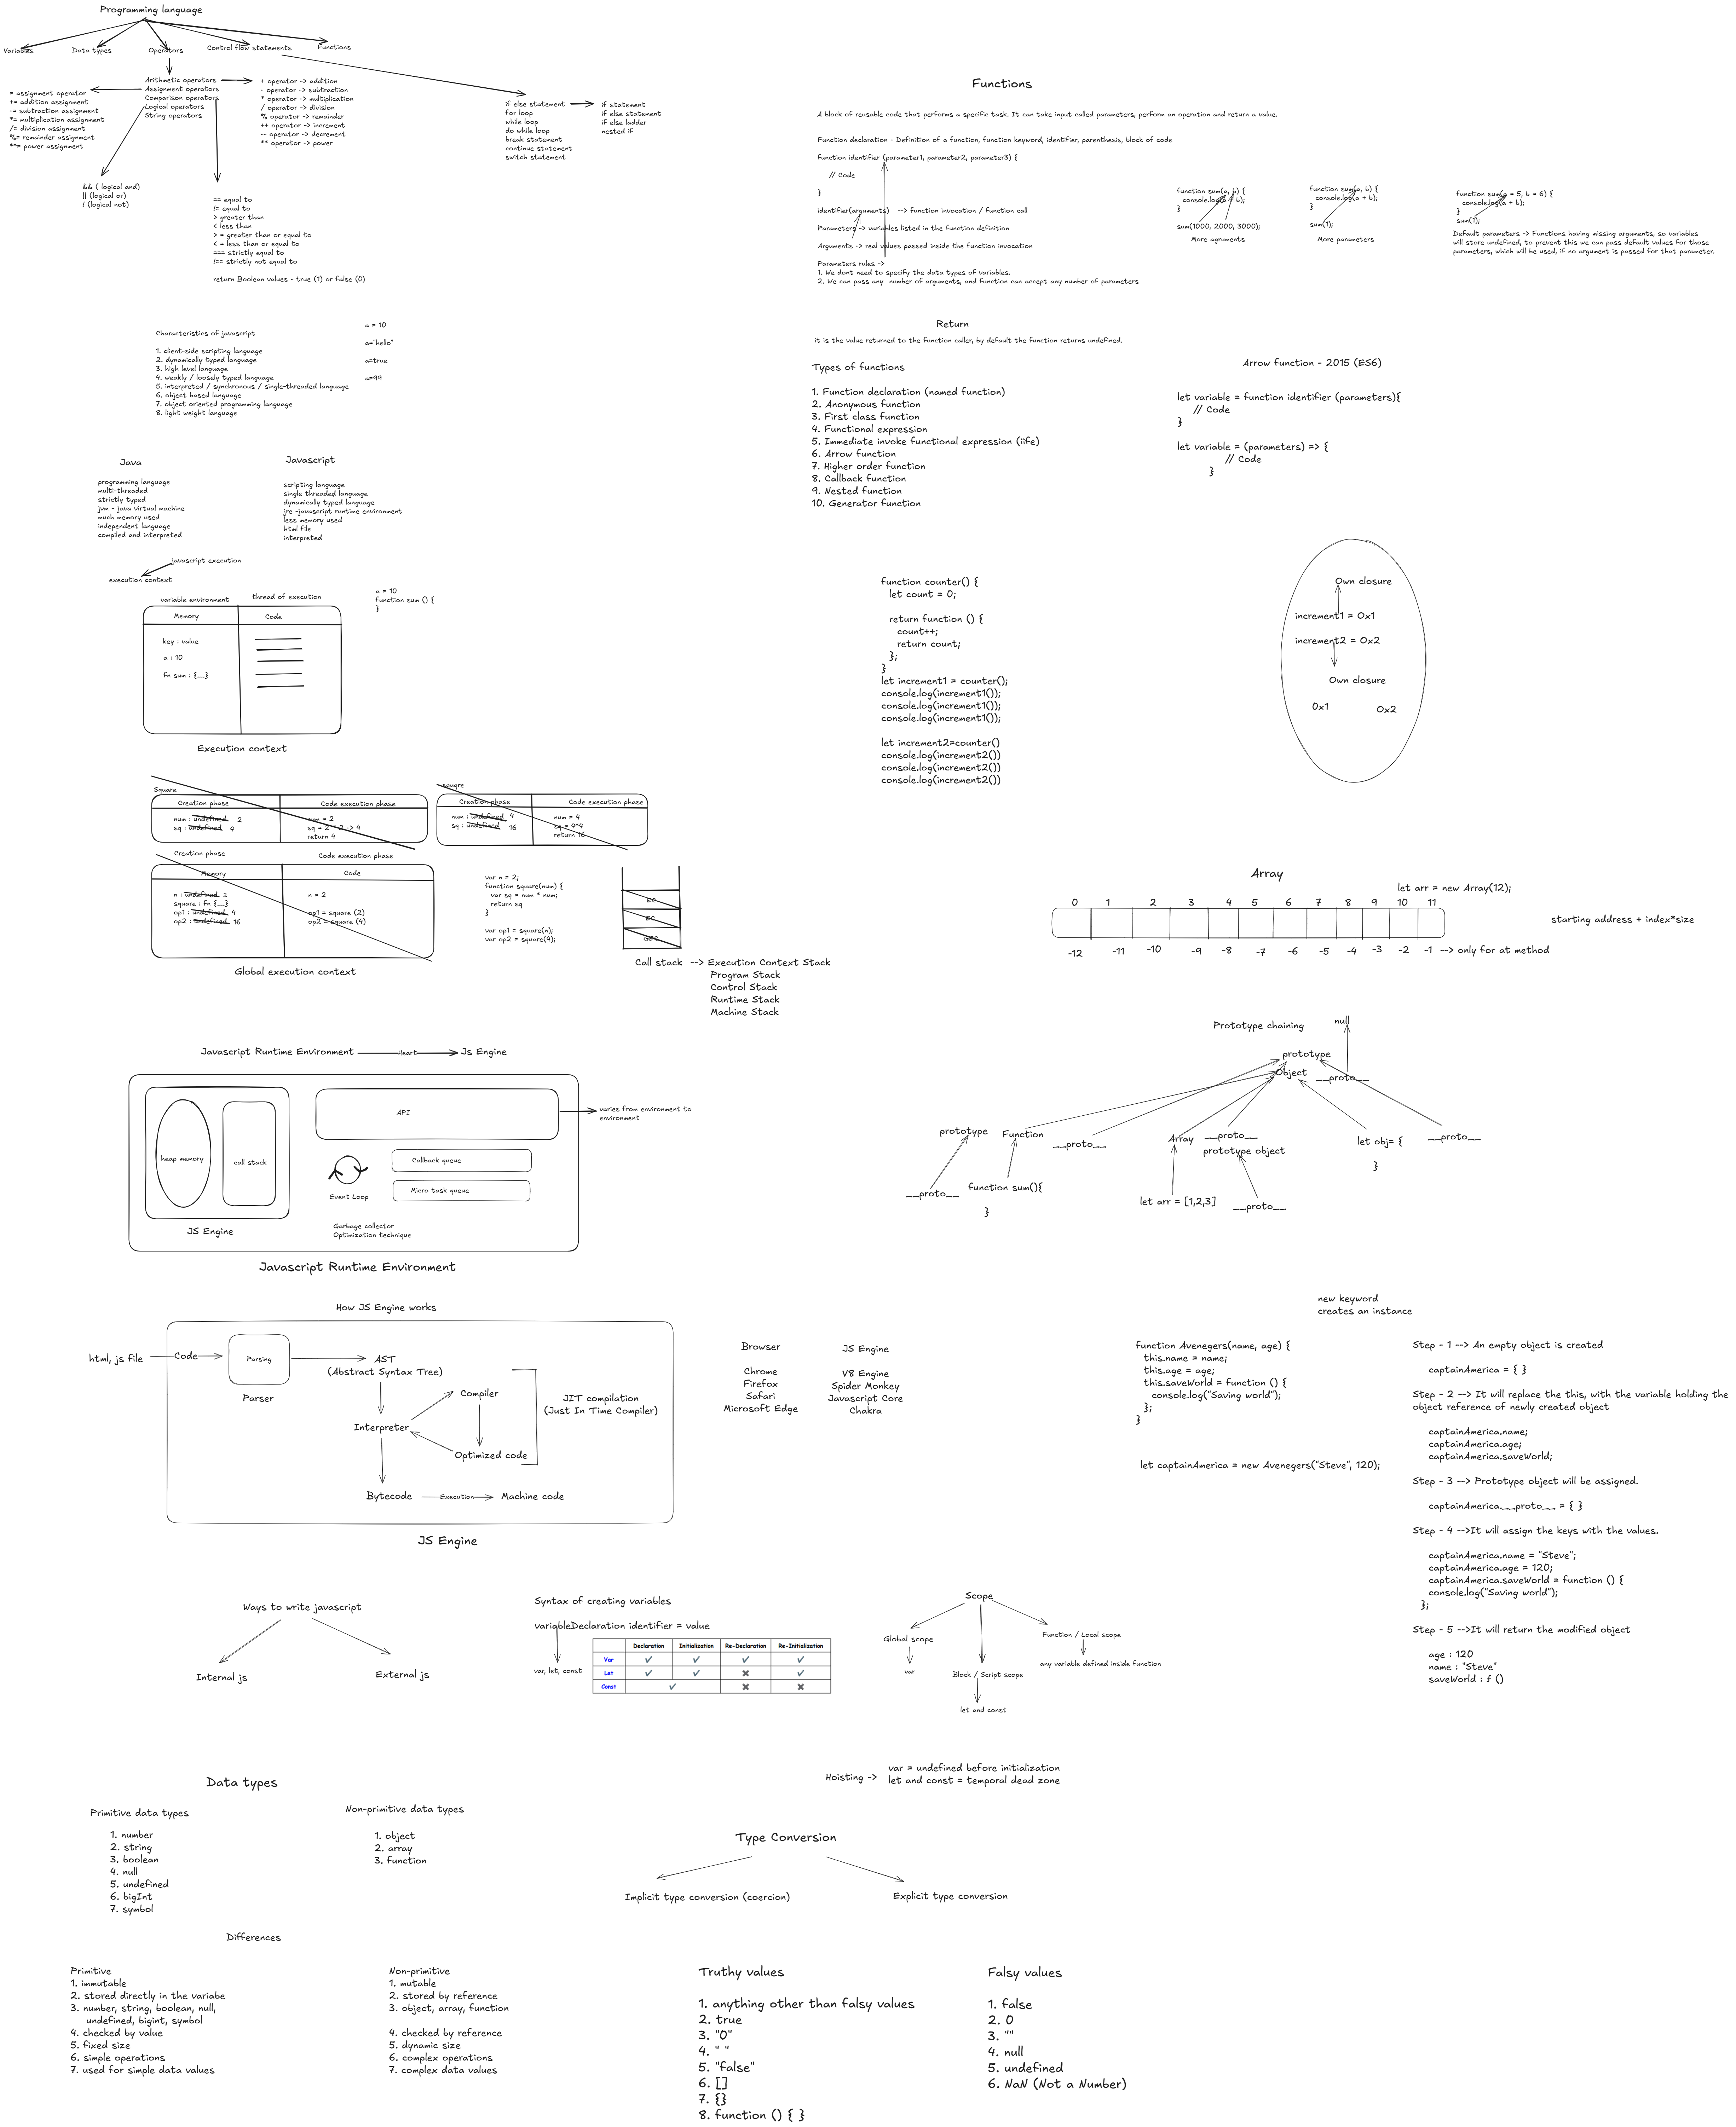 Programming language
Variables
Data types
Operators
Control flow statements
Functions
= assignment operator
+= addition assignment
-= subtraction assignment
*= multiplication assignment
/= division assignment
%= remainder assignment
**= power assignment
Arithmetic operators
Assignment operators
Comparison operators
Logical operators
String operators
+ operator -> addition
- operator -> subtraction
* operator -> multiplication
/ operator -> division
% operator -> remainder
++ operator -> increment
-- operator -> decrement
** operator -> power
if else statement
for loop
while loop
do while loop
break statement
continue statement
switch statement
if statement
if else statement
if else ladder
nested if
&& ( logical and)
|| (logical or)
! (logical not)
== equal to
!= equal to
> greater than
< less than
> = greater than or equal to
< = less than or equal to
=== strictly equal to
!== strictly not equal to
return Boolean values - true (1) or false (0)
Characteristics of javascript
1. client-side scripting language
2. dynamically typed language
3. high level language
4. weakly / loosely typed language
5. interpreted / synchronous / single-threaded language
6. object based language
7. object oriented programming language
8. light weight language
a = 10
a="hello"
a=true
a=99
Java
programming language
multi-threaded
strictly typed
jvm - java virtual machine
much memory used
independent language
compiled and interpreted
Javascript
scripting language
single threaded language
dynamically typed language
jre -javascript runtime environment
less memory used
html file
interpreted
javascript execution
execution context
variable environment
thread of execution
Memory
Code
key : value
a : 10
fn sum : {.....}
a = 10
function sum () {
}
Execution context
Square
Creation phase
Code execution phase
num : undefined 2
sq : undefined 4
num = 2
sq = 2 * 2 -> 4
return 4
sauqre
Creation phase
Code execution phase
num : undefined 4
sq : undefined 16
num = 4
sq = 4*4
return 16
Creation phase
Code execution phase
Memory
Code
n : undefined 2
square : fn {.....}
op1 : undefined 4
op2 : undefined 16
n = 2
op1 = square (2)
op2 = square (4)
Global execution context
var n = 2;
function square(num) {
var sq = num * num;
return sq
}
var op1 = square(n);
var op2 = square(4);
EC
EC
GEC
Call stack --> Execution Context Stack
Program Stack
Control Stack
Runtime Stack
Machine Stack
Javascript Runtime Environment
Heart
Js Engine
heap memory
call stack
JS Engine
API
varies from environment to
environment
Event Loop
Callback queue
Micro task queue
Garbage collector
Optimization technique
Javascript Runtime Environment
How JS Engine works
html, js file
Code
Parsing
Parser
AST
(Abstract Syntax Tree)
Compiler
Interpreter
Optimized code
JIT compilation
(Just In Time Compiler)
Bytecode
Execution
Machine code
JS Engine
Browser
Chrome
Firefox
Safari
Microsoft Edge
JS Engine
V8 Engine
Spider Monkey
Javascript Core
Chakra
Ways to write javascript
Internal js
External js
Syntax of creating variables
variableDeclaration identifier = value
var, let, const
Declaration Initialization Re-Declaration Re-Initialization
Var ✓ ✓ ✓ ✓
Let ✓ ✓ ✖ ✓
Const ✓ ✖ ✖
Scope
Global scope
var
Block / Script scope
let and const
Function / Local scope
any variable defined inside function
Hoisting ->
var = undefined before initialization
let and const = temporal dead zone
Data types
Primitive data types
1. number
2. string
3. boolean
4. null
5. undefined
6. bigInt
7. symbol
Non-primitive data types
1. object
2. array
3. function
Type Conversion
Implicit type conversion (coercion)
Explicit type conversion
Differences
Primitive
1. immutable
2. stored directly in the variabe
3. number, string, boolean, null,
undefined, bigint, symbol
4. checked by value
5. fixed size
6. simple operations
7. used for simple data values
Non-primitive
1. mutable
2. stored by reference
3. object, array, function
4. checked by reference
5. dynamic size
6. complex operations
7. complex data values
Truthy values
1. anything other than falsy values
2. true
3. "0"
4. " "
5. "false"
6. []
7. {}
8. function () { }
Falsy values
1. false
2. 0
3. ""
4. null
5. undefined
6. NaN (Not a Number)
Functions
A block of reusable code that performs a specific task. It can take input called parameters, perform an operation and return a value.
Function declaration - Definition of a function, function keyword, identifier, parenthesis, block of code
function identifier (parameter1, parameter2, parameter3) {
// Code
}
identifier(arguments) --> function invocation / function call
Parameters -> variables listed in the function definition
Arguments -> real values passed inside the function invocation
Parameters rules ->
1. We dont need to specify the data types of variables.
2. We can pass any number of arguments, and function can accept any number of parameters
function sum(a, b) {
console.log(a + b);
}
sum(1000, 2000, 3000);
More agruments
function sum(a, b) {
console.log(a + b);
}
sum(1);
More parameters
function sum(a = 5, b = 6) {
console.log(a + b);
}
sum(1);
Default parameters -> Functions having missing arguments, so variables
will store undefined, to prevent this we can pass default values for those
parameters, which will be used, if no argument is passed for that parameter.
Return
it is the value returned to the function caller, by default the function returns undefined.
Types of functions
1. Function declaration (named function)
2. Anonymous function
3. First class function
4. Functional expression
5. Immediate invoke functional expression (iife)
6. Arrow function
7. Higher order function
8. Callback function
9. Nested function
10. Generator function
Arrow function - 2015 (ES6)
let variable = function identifier (parameters){
// Code
}
let variable = (parameters) => {
// Code
}
function counter() {
let count = 0;
return function () {
count++;
return count;
};
}
let increment1 = counter();
console.log(increment1());
console.log(increment1());
console.log(increment1());
let increment2=counter()
console.log(increment2())
console.log(increment2())
console.log(increment2())
Own closure
increment1 = 0x1
increment2 = 0x2
Own closure
0x1
0x2
Array
let arr = new Array(12);
0 1 2 3 4 5 6 7 8 9 10 11
starting address + index*size
-12 -11 -10 -9 -8 -7 -6 -5 -4 -3 -2 -1 --> only for at method
Prototype chaining
null
prototype
Object
__proto__
prototype
Function
__proto__
Array
__proto__
prototype object
let obj= {
}
__proto__
__proto__
function sum(){
}
let arr = [1,2,3]
__proto__
new keyword
creates an instance
function Avenegers(name, age) {
this.name = name;
this.age = age;
this.saveWorld = function () {
console.log("Saving world");
};
}
let captainAmerica = new Avenegers("Steve", 120);
Step - 1 --> An empty object is created
captainAmerica = { }
Step - 2 --> It will replace the this, with the variable holding the
object reference of newly created object
captainAmerica.name;
captainAmerica.age;
captainAmerica.saveWorld;
Step - 3 --> Prototype object will be assigned.
captainAmerica.__proto__ = { }
Step - 4 -->It will assign the keys with the values.
captainAmerica.name = "Steve";
captainAmerica.age = 120;
captainAmerica.saveWorld = function () {
console.log("Saving world");
};
Step - 5 -->It will return the modified object
age : 120
name : "Steve"
saveWorld : f ()